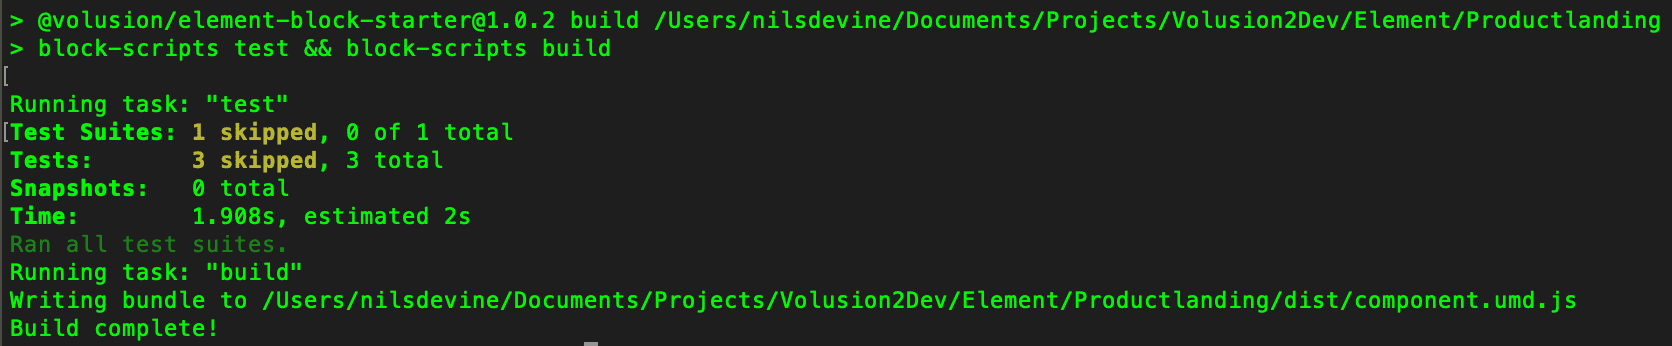 > @volusion/element-block-starter@1.0.2 build /Users/nilsdevine/Documents/Projects/Volusion2Dev/Element/Productlanding
> block-scripts test && block-scripts build
[
Running task: "test"
[Test Suites: 1 skipped, 0 of 1 total
Tests:        3 skipped, 3 total
Snapshots:   0 total
Time:        1.908s, estimated 2s
Ran all test suites.
Running task: "build"
Writing bundle to /Users/nilsdevine/Documents/Projects/Volusion2Dev/Element/Productlanding/dist/component.umd.js
Build complete!